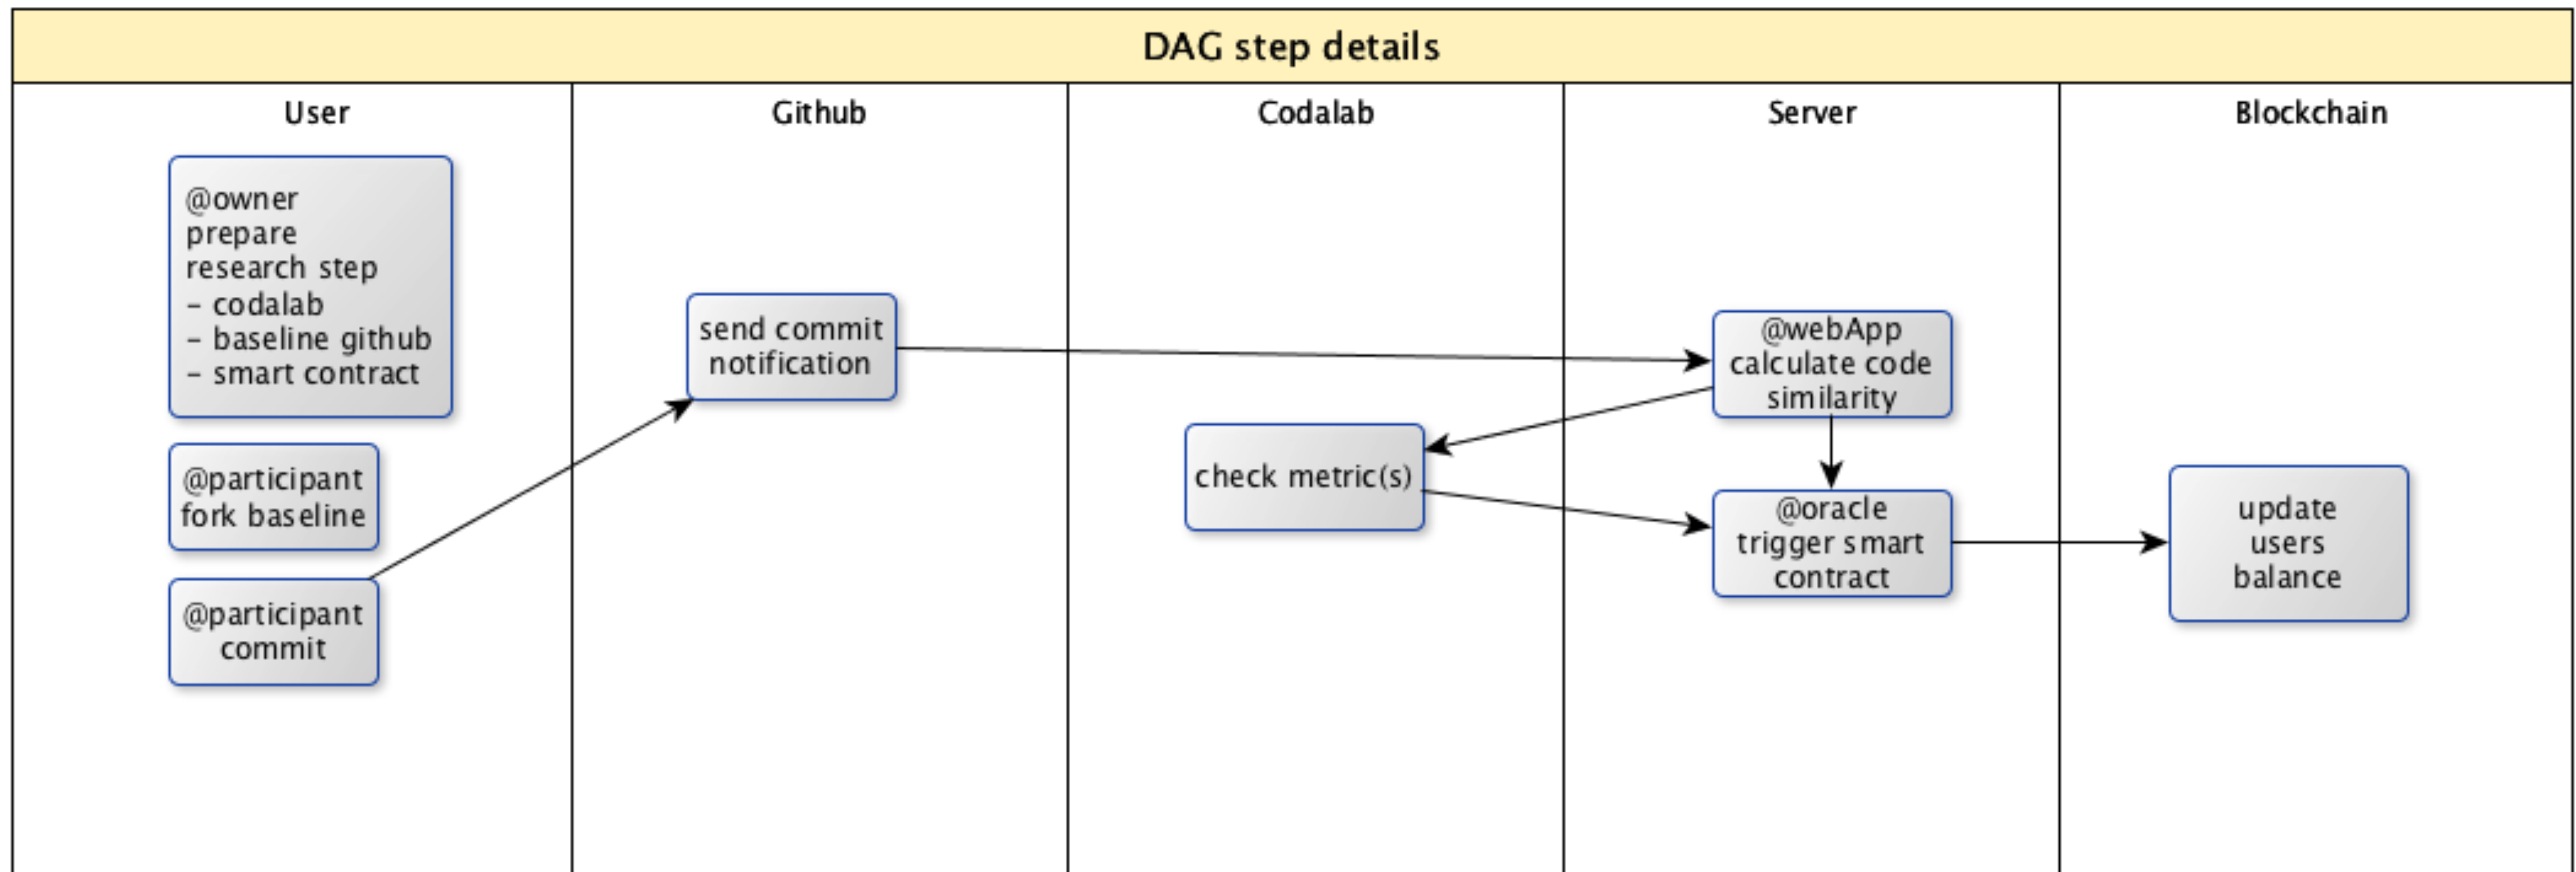 DAG step details
User
Github
Codalab
Server
Blockchain
@owner
prepare
research step
- codalab
- baseline github
- smart contract
@participant
fork baseline
@participant
commit
send commit
notification
check metric(s)
@webApp
calculate code
similarity
@oracle
trigger smart
contract
update
users
balance